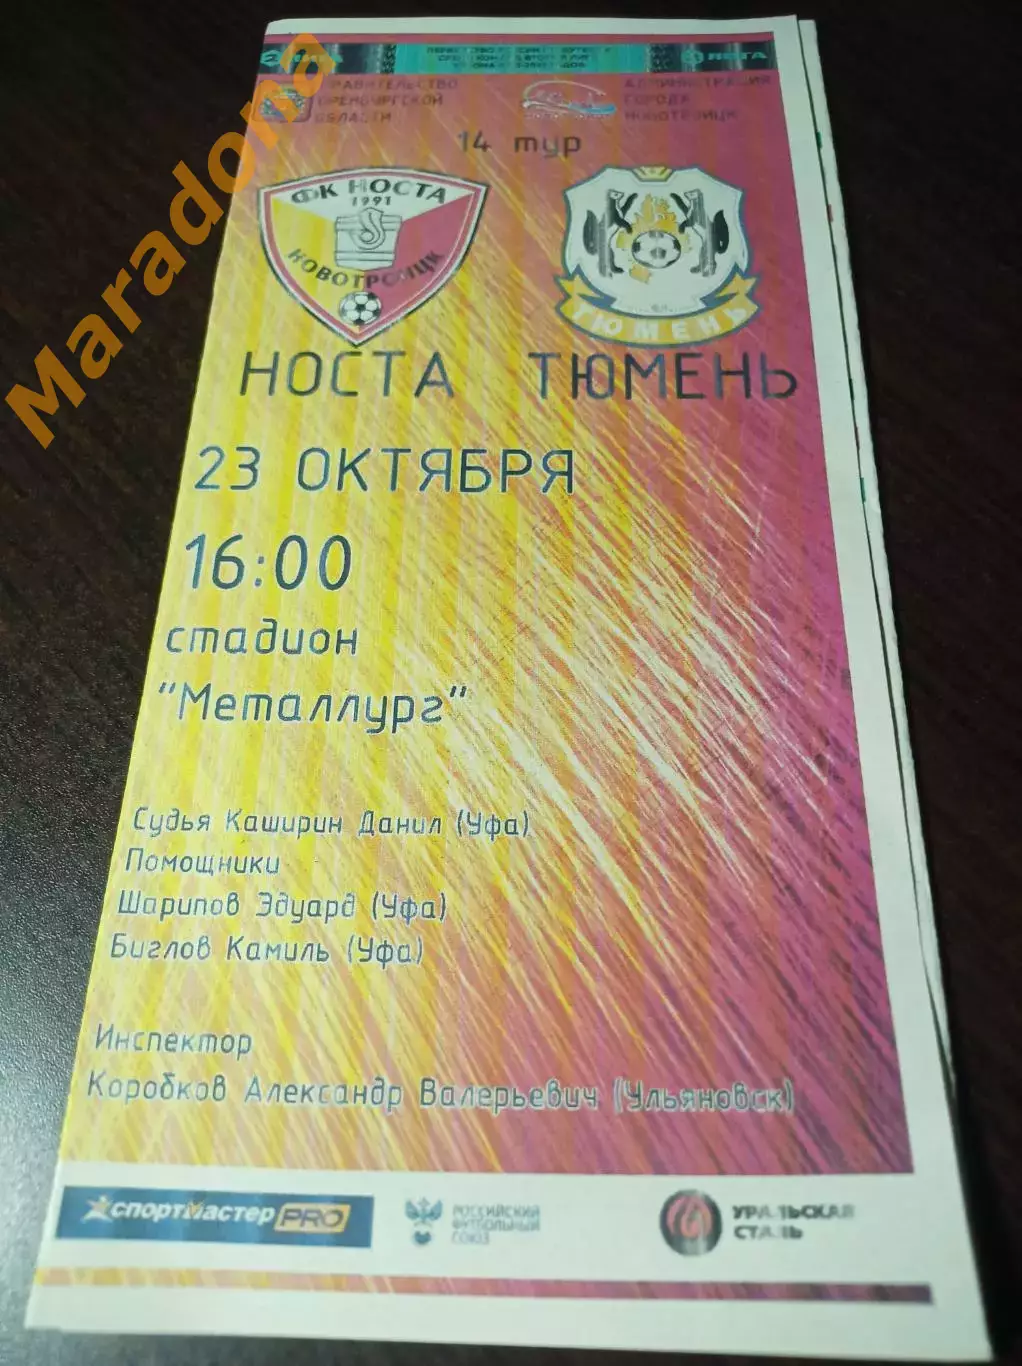 Maradona
ПРАВИТЕЛЬСТВО
ОРЕНБУРГСКОЙ
ОБЛАСТИ
АДМИНИСТРАЦИЯ
ГОРОДА
НОВОТРОИЦК
14 тур
ФК НОСТА
1991
НОВОТРОИЦК
ТЮМЕНЬ
НОСТА ТЮМЕНЬ
23 ОКТЯБРЯ
16:00
стадион
"Металлург"
Судья Каширин Данил (Уфа)
Помощники
Шарипов Эдуард (Уфа)
Биглов Камиль (Уфа)
Инспектор
Коробков Александр Валерьевич (Ульяновск)
СПОРТМАСТЕР PRO
РОССИЙСКИЙ
ФУТБОЛЬНЫЙ
СОЮЗ
УРАЛЬСКАЯ
СТАЛЬ